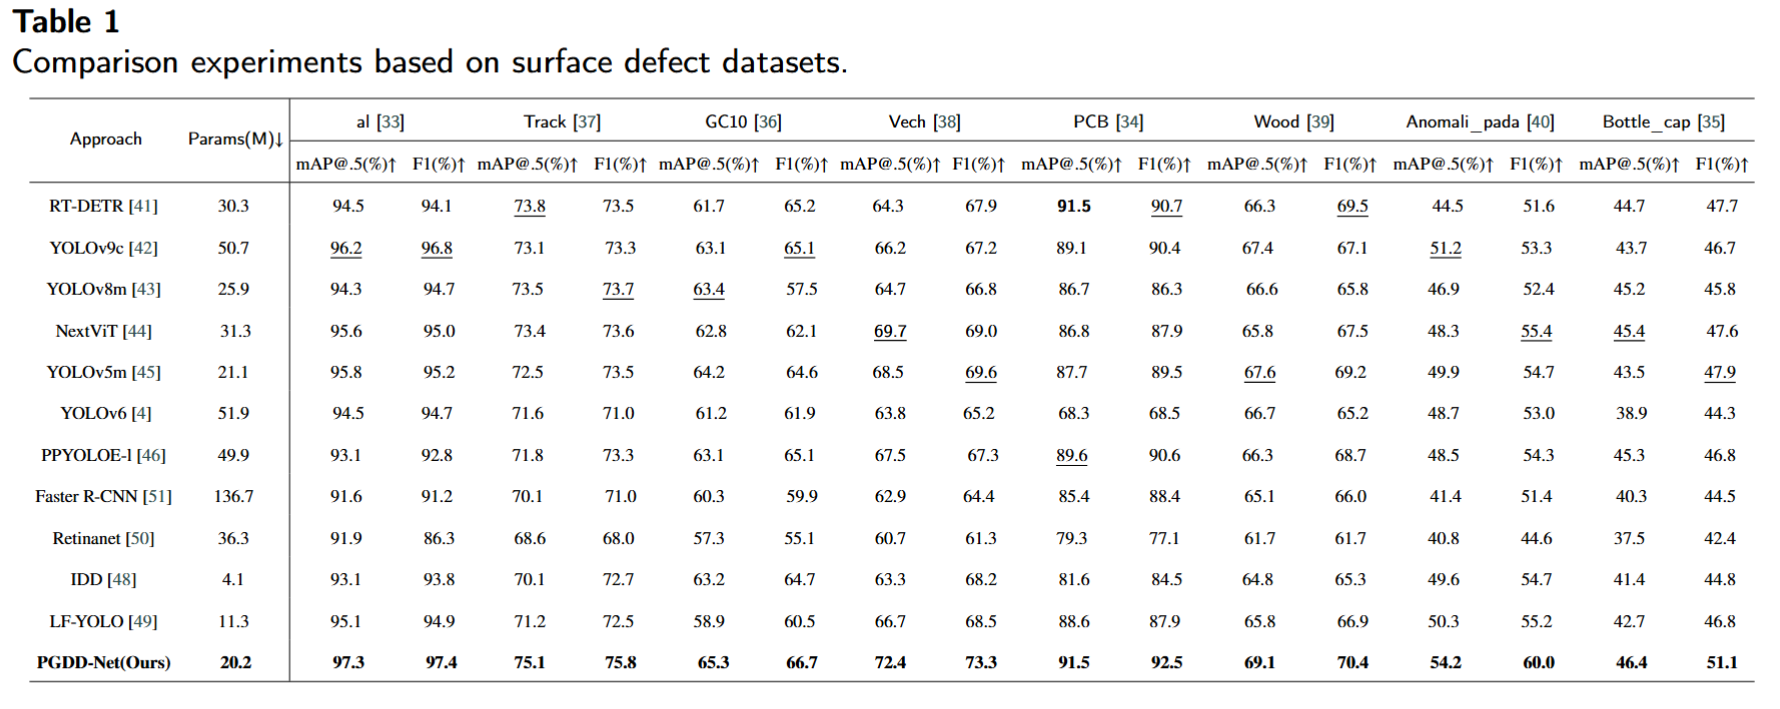 Table 1
Comparison experiments based on surface defect datasets.
Approach Params(M)↓ al [33] Track [37] GC10 [36] Vech [38] PCB [34] Wood [39] Anomali_pada [40] Bottle_cap [35]
mAP@.5(%)↑ F1(%)↑ mAP@.5(%)↑ F1(%)↑ mAP@.5(%)↑ F1(%)↑ mAP@.5(%)↑ F1(%)↑ mAP@.5(%)↑ F1(%)↑ mAP@.5(%)↑ F1(%)↑ mAP@.5(%)↑ F1(%)↑ mAP@.5(%)↑ F1(%)↑
RT-DETR [41] 30.3 94.5 94.1 73.8 73.5 61.7 65.2 64.3 67.9 91.5 90.7 66.3 69.5 44.5 51.6 44.7 47.7
YOLOv9c [42] 50.7 96.2 96.8 73.1 73.3 63.1 65.1 66.2 67.2 89.1 90.4 67.4 67.1 51.2 53.3 43.7 46.7
YOLOv8m [43] 25.9 94.3 94.7 73.5 73.7 63.4 57.5 64.7 66.8 86.7 86.3 66.6 65.8 46.9 52.4 45.2 45.8
NextViT [44] 31.3 95.6 95.0 73.4 73.6 62.8 62.1 69.7 69.0 86.8 87.9 65.8 67.5 48.3 55.4 45.4 47.6
YOLOv5m [45] 21.1 95.8 95.2 72.5 73.5 64.2 64.6 68.5 69.6 87.7 89.5 67.6 69.2 49.9 54.7 43.5 47.9
YOLOv6 [4] 51.9 94.5 94.7 71.6 71.0 61.2 61.9 63.8 65.2 68.3 68.5 66.7 65.2 48.7 53.0 38.9 44.3
PPYOLOE-l [46] 49.9 93.1 92.8 71.8 73.3 63.1 65.1 67.5 67.3 89.6 90.6 66.3 68.7 48.5 54.3 45.3 46.8
Faster R-CNN [51] 136.7 91.6 91.2 70.1 71.0 60.3 59.9 62.9 64.4 85.4 88.4 65.1 66.0 41.4 51.4 40.3 44.5
Retinanet [50] 36.3 91.9 86.3 68.6 68.0 57.3 55.1 60.7 61.3 79.3 77.1 61.7 61.7 40.8 44.6 37.5 42.4
IDD [48] 4.1 93.1 93.8 70.1 72.7 63.2 64.7 63.3 68.2 81.6 84.5 64.8 65.3 49.6 54.7 41.4 44.8
LF-YOLO [49] 11.3 95.1 94.9 71.2 72.5 58.9 60.5 66.7 68.5 88.6 87.9 65.8 66.9 50.3 55.2 42.7 46.8
PGDD-Net(Ours) 20.2 97.3 97.4 75.1 75.8 65.3 66.7 72.4 73.3 91.5 92.5 69.1 70.4 54.2 60.0 46.4 51.1